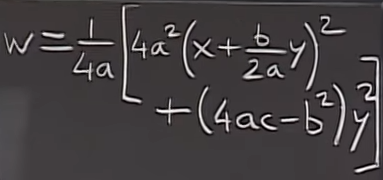 w = 1/4a [4a²(x + b/2a y)²
+ (4ac - b²)y²]